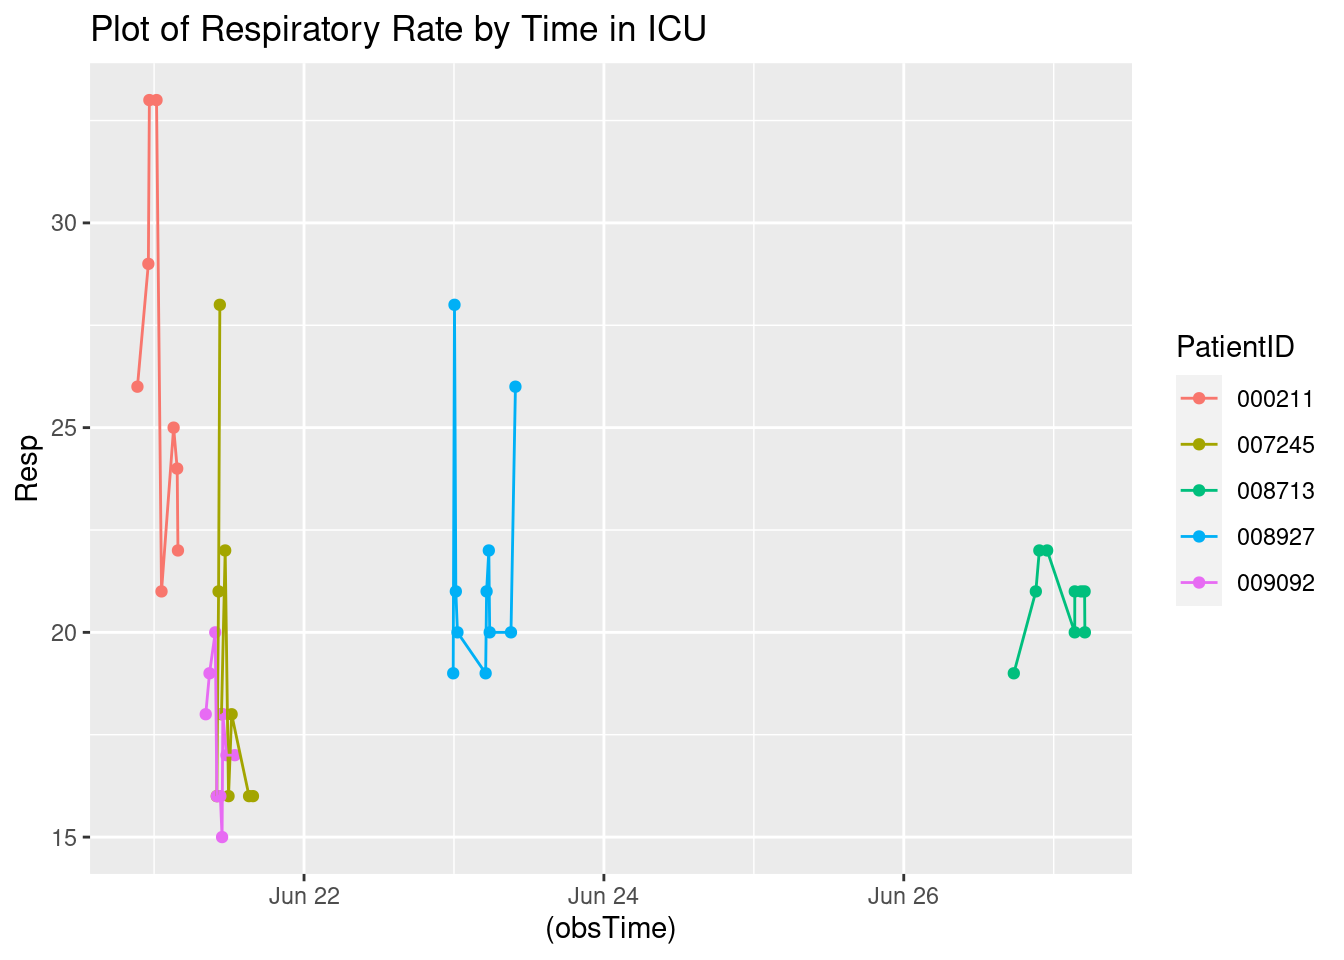 Plot of Respiratory Rate by Time in ICU
30
25
20
15
Resp
Jun 22
Jun 24
Jun 26
(obsTime)
PatientID
000211
007245
008713
008927
009092